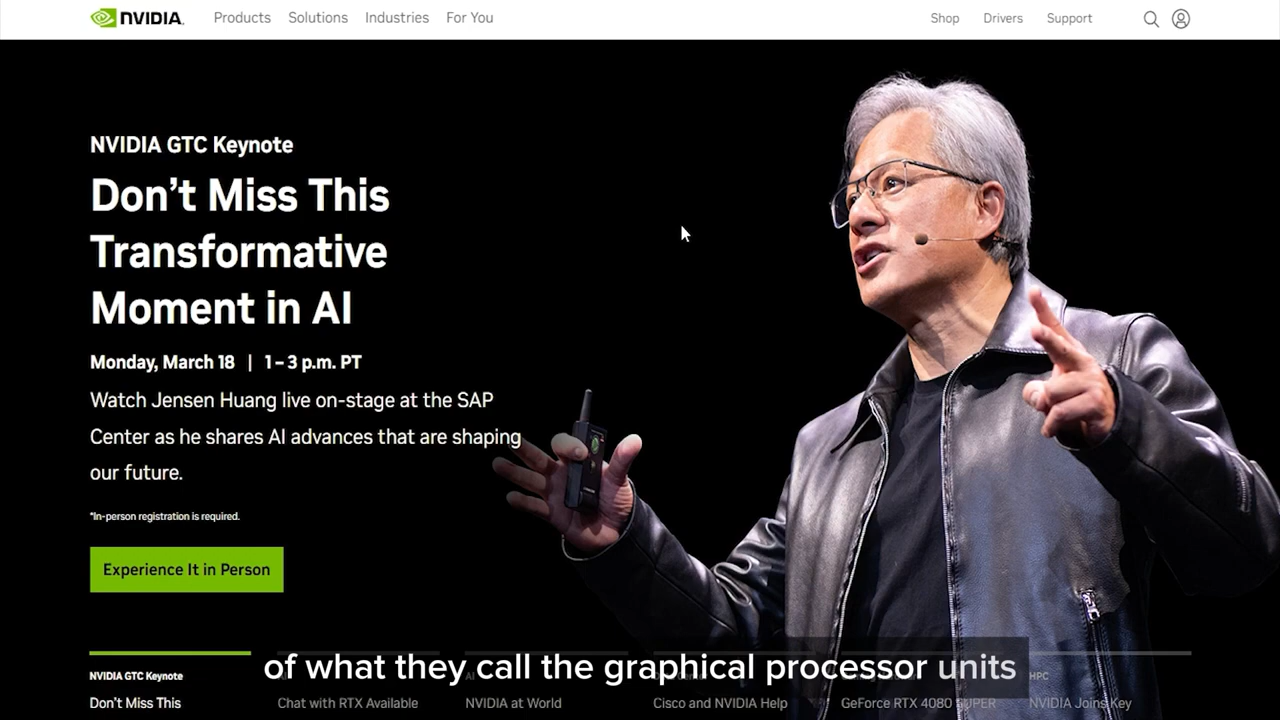 NVIDIA.
Products
Solutions
Industries
For You
Shop
Drivers
Support
NVIDIA GTC Keynote
Don't Miss This
Transformative
Moment in AI
Monday, March 18 | 1 – 3 p.m. PT
Watch Jensen Huang live on-stage at the SAP
Center as he shares AI advances that are shaping
our future.
*In-person registration is required.
Experience It in Person
of what they call the graphical processor units
NVIDIA GTC Keynote
Don't Miss This
Chat with RTX Available
NVIDIA at World
Cisco and NVIDIA Help
GeForce RTX 4080 SUPER
HPC
NVIDIA Joins Key